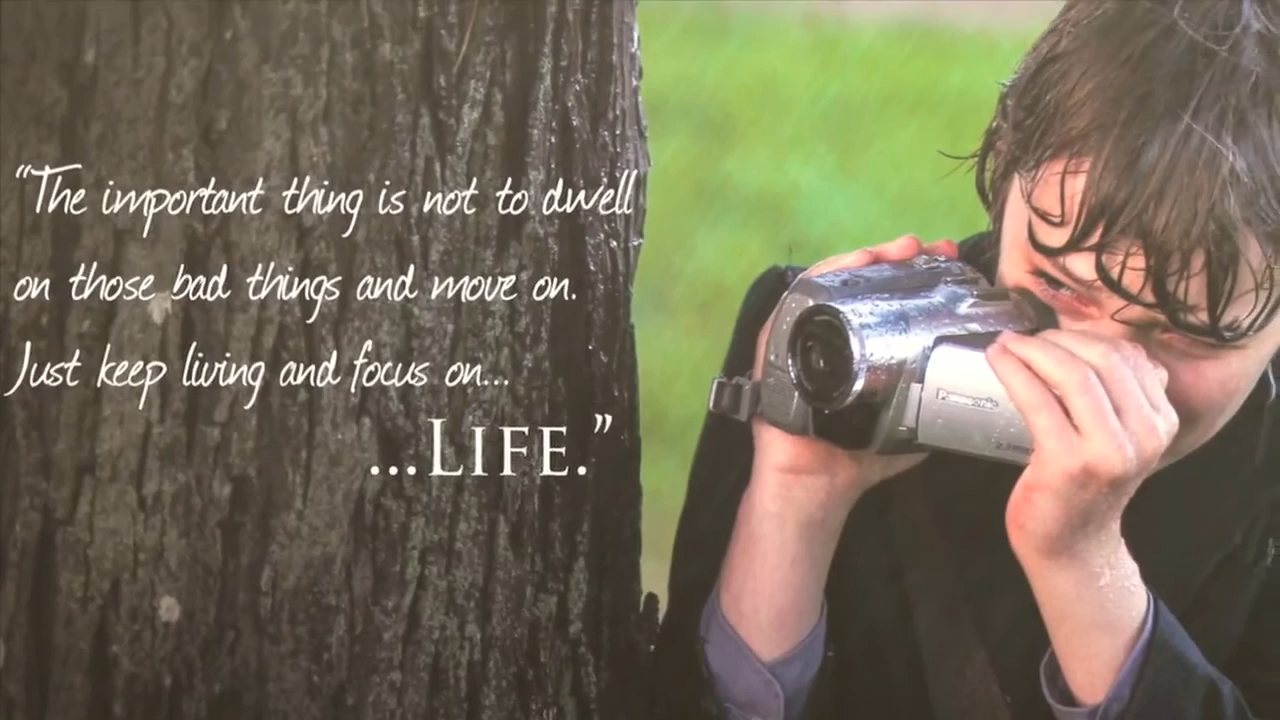 “The important thing is not to dwell
on those bad things and move on.
Just keep living and focus on...
...LIFE.”
Panasonic